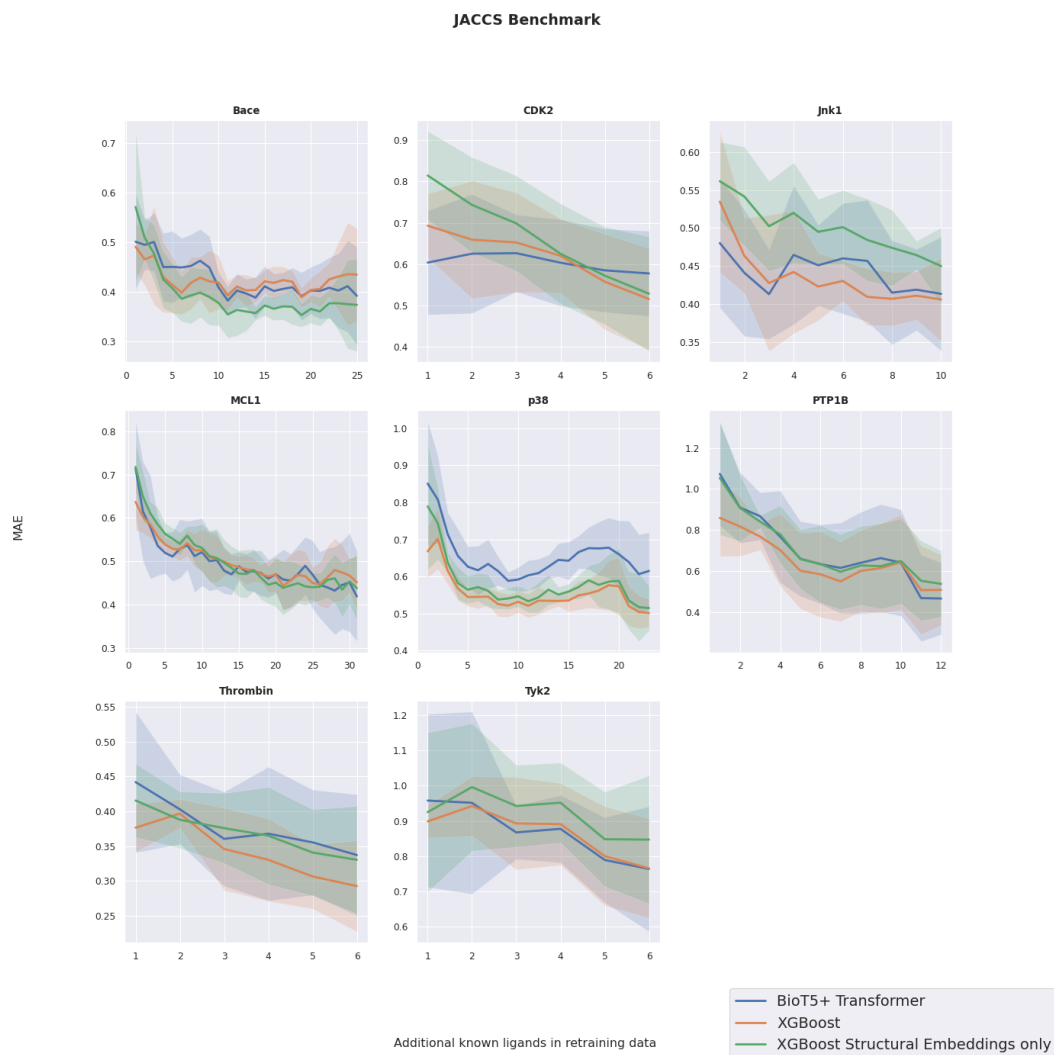 JACCS Benchmark
Bace
0.7
0.6
0.5
0.4
0.3
0 5 10 15 20 25
CDK2
0.9
0.8
0.7
0.6
0.5
0.4
1 2 3 4 5 6
Jnk1
0.60
0.55
0.50
0.45
0.40
0.35
2 4 6 8 10
MCL1
0.8
0.7
0.6
0.5
0.4
0.3
0 5 10 15 20 25 30
p38
1.0
0.9
0.8
0.7
0.6
0.5
0.4
0 5 10 15 20
PTP1B
1.2
1.0
0.8
0.6
0.4
2 4 6 8 10 12
MAE
Thrombin
0.55
0.50
0.45
0.40
0.35
0.30
0.25
1 2 3 4 5 6
Tyk2
1.2
1.1
1.0
0.9
0.8
0.7
0.6
1 2 3 4 5 6
BioT5+ Transformer
XGBoost
XGBoost Structural Embeddings only
Additional known ligands in retraining data